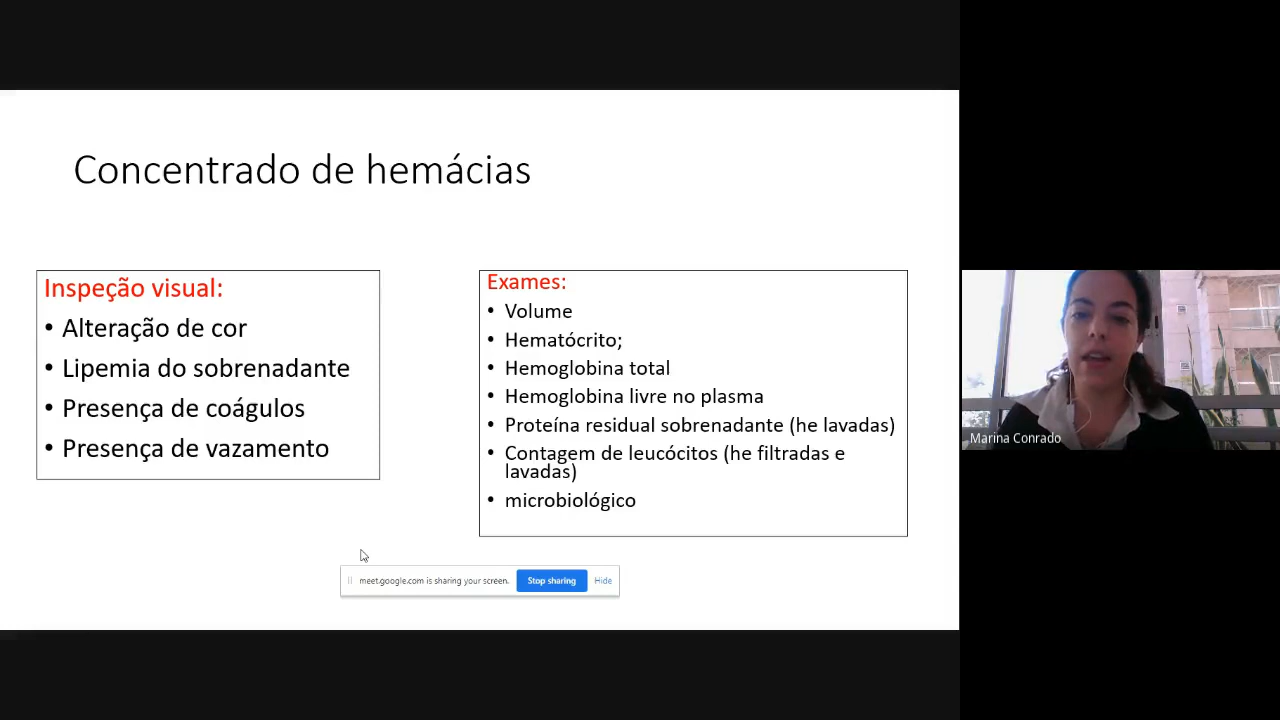 Concentrado de hemácias
Inspeção visual:
• Alteração de cor
• Lipemia do sobrenadante
• Presença de coágulos
• Presença de vazamento
Exames:
• Volume
• Hematócrito;
• Hemoglobina total
• Hemoglobina livre no plasma
• Proteína residual sobrenadante (he lavadas)
• Contagem de leucócitos (he filtradas e
lavadas)
• microbiológico
meet.google.com is sharing your screen. Stop sharing Hide
Marina Conrado